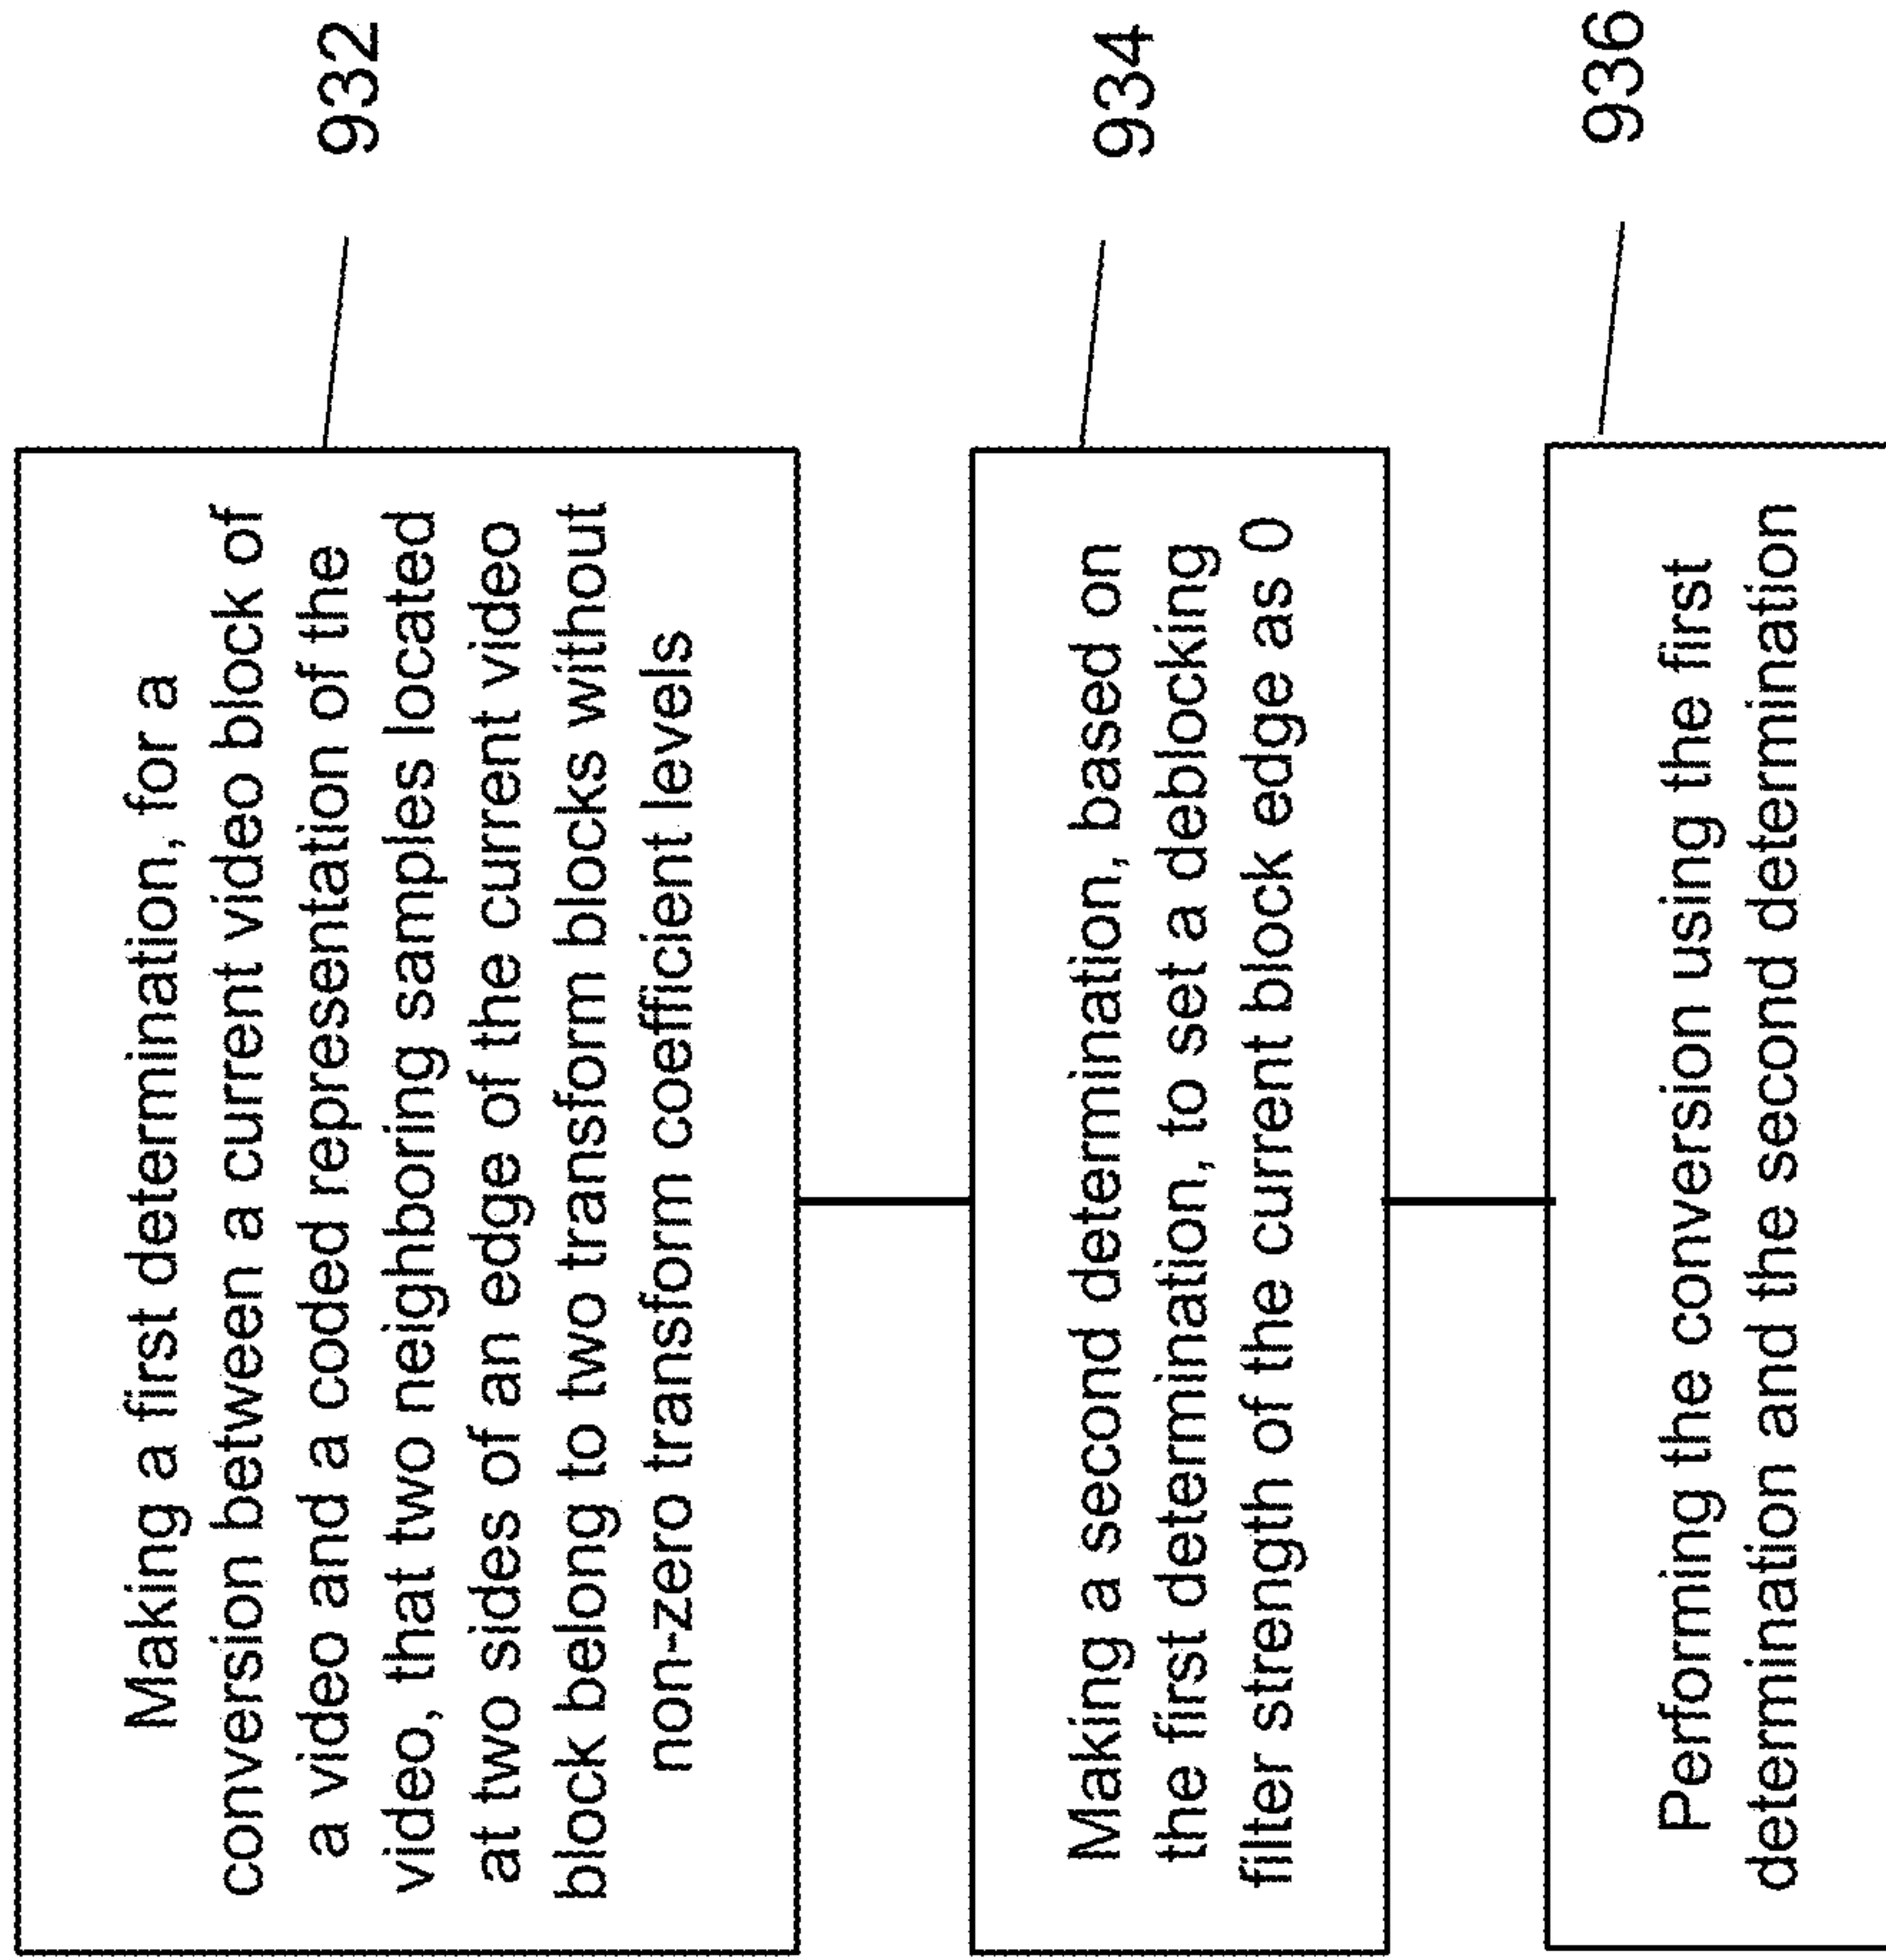 Making a first determination, for a
conversion between a current video block of
a video and a coded representation of the
video, that two neighboring samples located
at two sides of an edge of the current video
block belong to two transform blocks without
non-zero transform coefficient levels
932
Making a second determination, based on
the first determination, to set a deblocking
filter strength of the current block edge as 0
934
Performing the conversion using the first
determination and the second determination
936